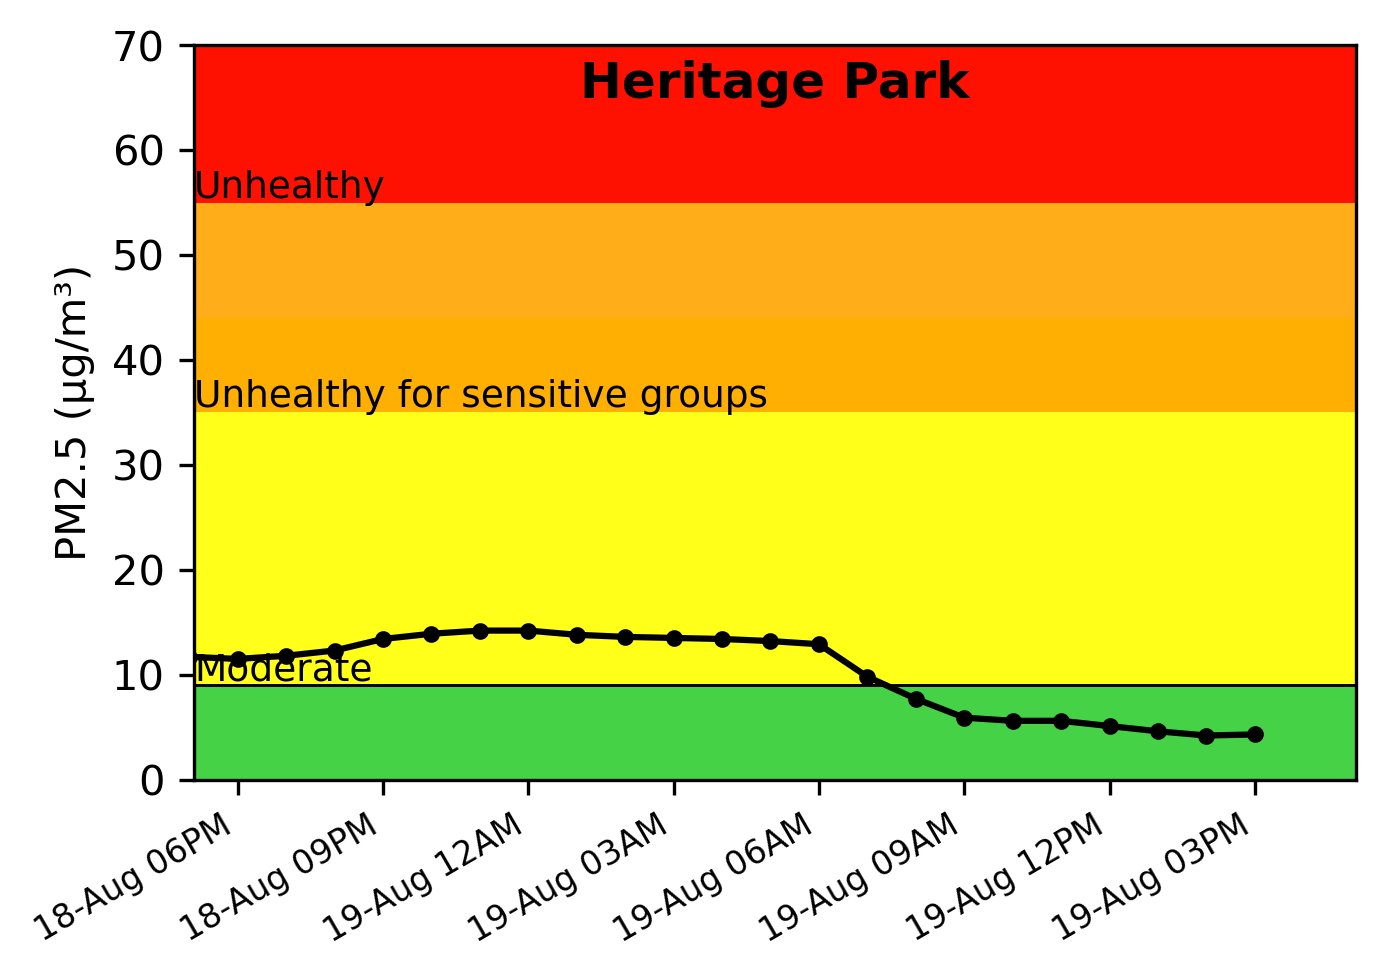 Heritage Park
70
60
50
40
30
20
10
0
PM2.5 (µg/m³)
Unhealthy
Unhealthy for sensitive groups
Moderate
18-Aug 06PM
18-Aug 09PM
19-Aug 12AM
19-Aug 03AM
19-Aug 06AM
19-Aug 09AM
19-Aug 12PM
19-Aug 03PM